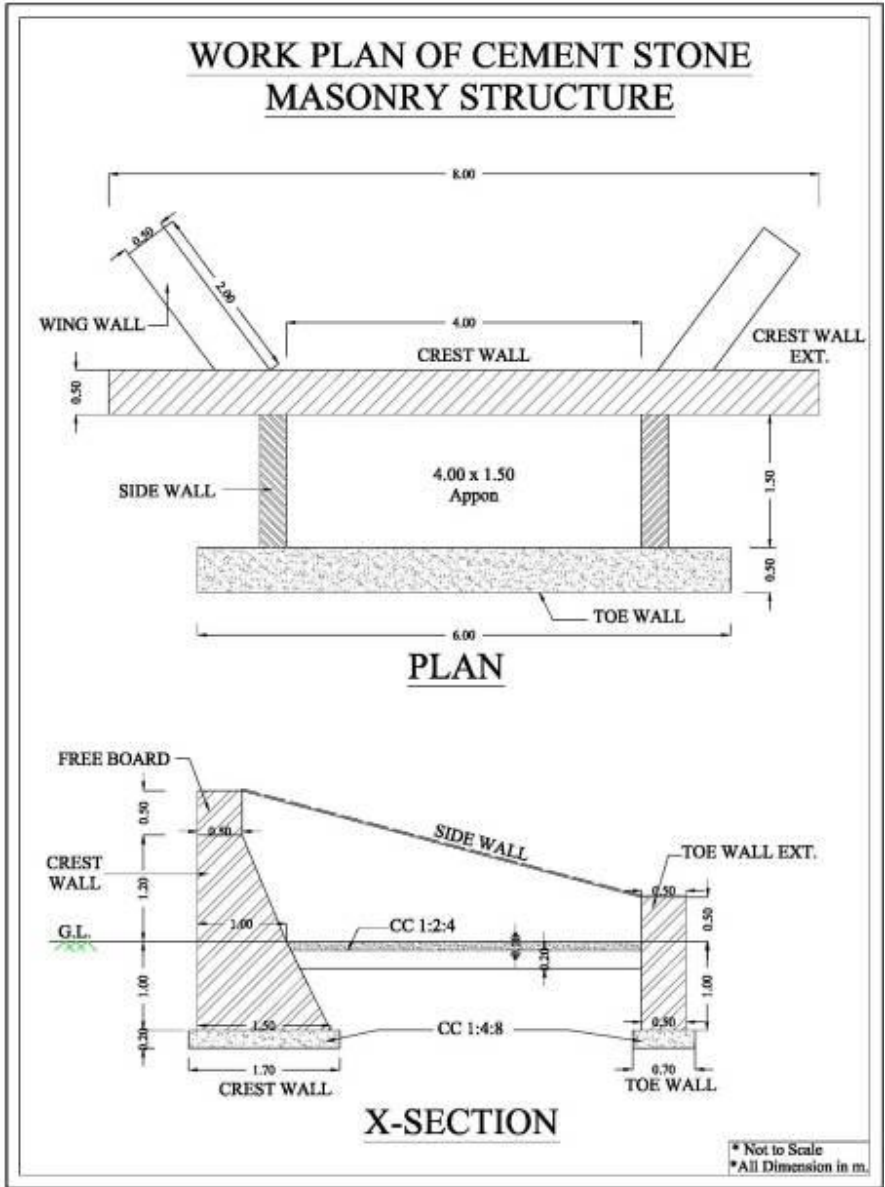 WORK PLAN OF CEMENT STONE
MASONRY STRUCTURE
8.00
0.50
2.00
WING WALL
4.00
CREST WALL
CREST WALL
EXT.
0.50
SIDE WALL
4.00 x 1.50
Appon
1.50
0.50
TOE WALL
6.00
PLAN
FREE BOARD
0.50
0.50
SIDE WALL
TOE WALL EXT.
CREST
WALL
1.20
0.50
0.50
1.00
CC 1:2:4
G.L.
0.20
1.00
1.00
1.50
CC 1:4:8
0.50
0.20
1.70
CREST WALL
0.70
TOE WALL
X-SECTION
* Not to Scale
*All Dimension in m.